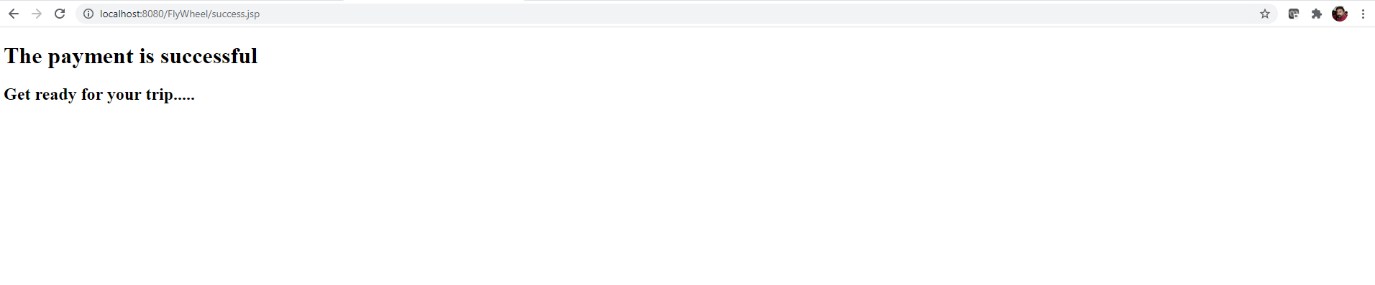 localhost:8080/FlyWheel/success.jsp
The payment is successful
Get ready for your trip.....